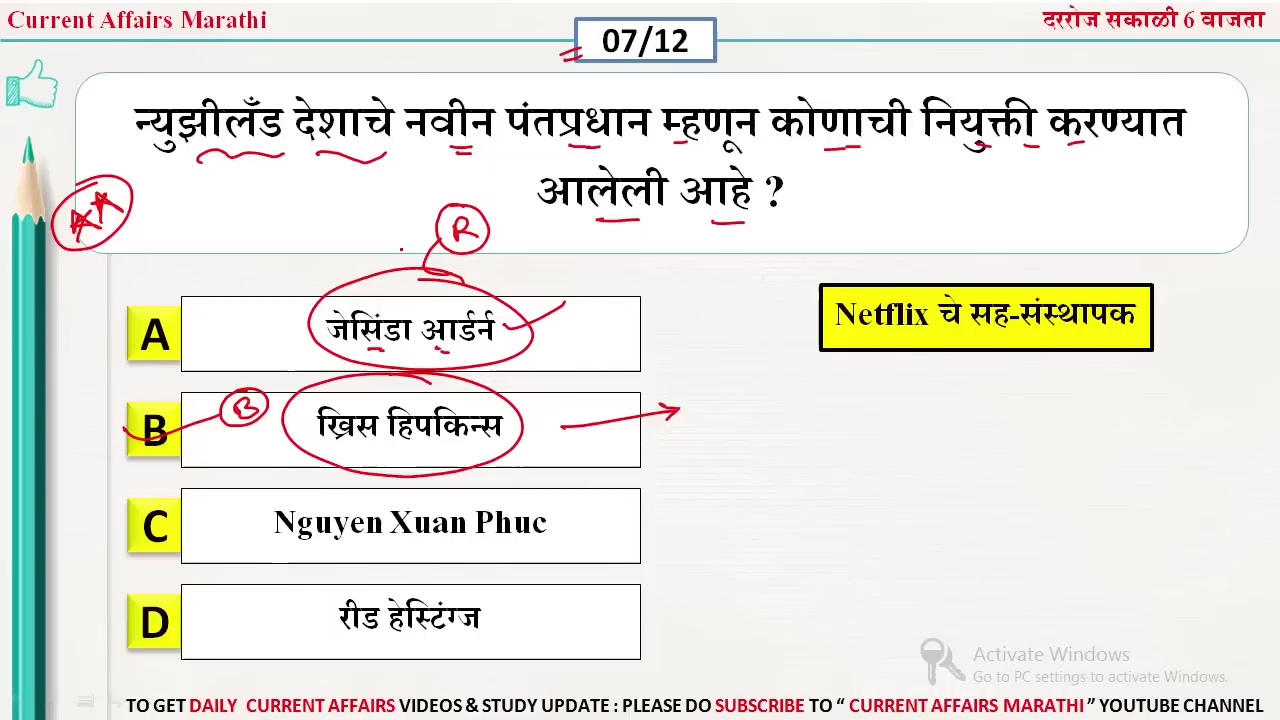 Current Affairs Marathi
दररोज सकाळी 6 वाजता
07/12
न्युझीलँड देशाचे नवीन पंतप्रधान म्हणून कोणाची नियुक्ती करण्यात
आलेली आहे ?
R
A
जेसिंडा आर्डर्न
Netflix चे सह-संस्थापक
B
B
ख्रिस हिपकिन्स
C
Nguyen Xuan Phuc
D
रीड हेस्टिंग्ज
Activate Windows
Go to PC settings to activate Windows.
TO GET DAILY CURRENT AFFAIRS VIDEOS & STUDY UPDATE : PLEASE DO SUBSCRIBE TO “ CURRENT AFFAIRS MARATHI ” YOUTUBE CHANNEL